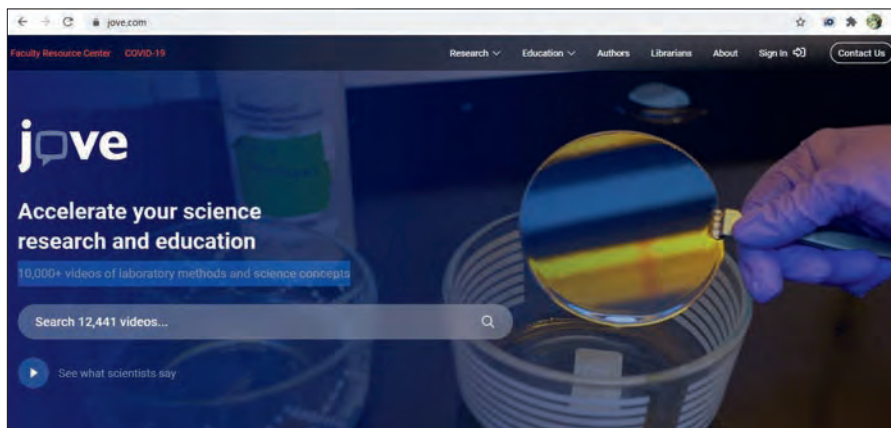 jove.com
Faculty Resource Center COVID-19 Research Education Authors Librarians About Sign In Contact Us
jove
Accelerate your science
research and education
10,000+ videos of laboratory methods and science concepts
Search 12,441 videos...
See what scientists say